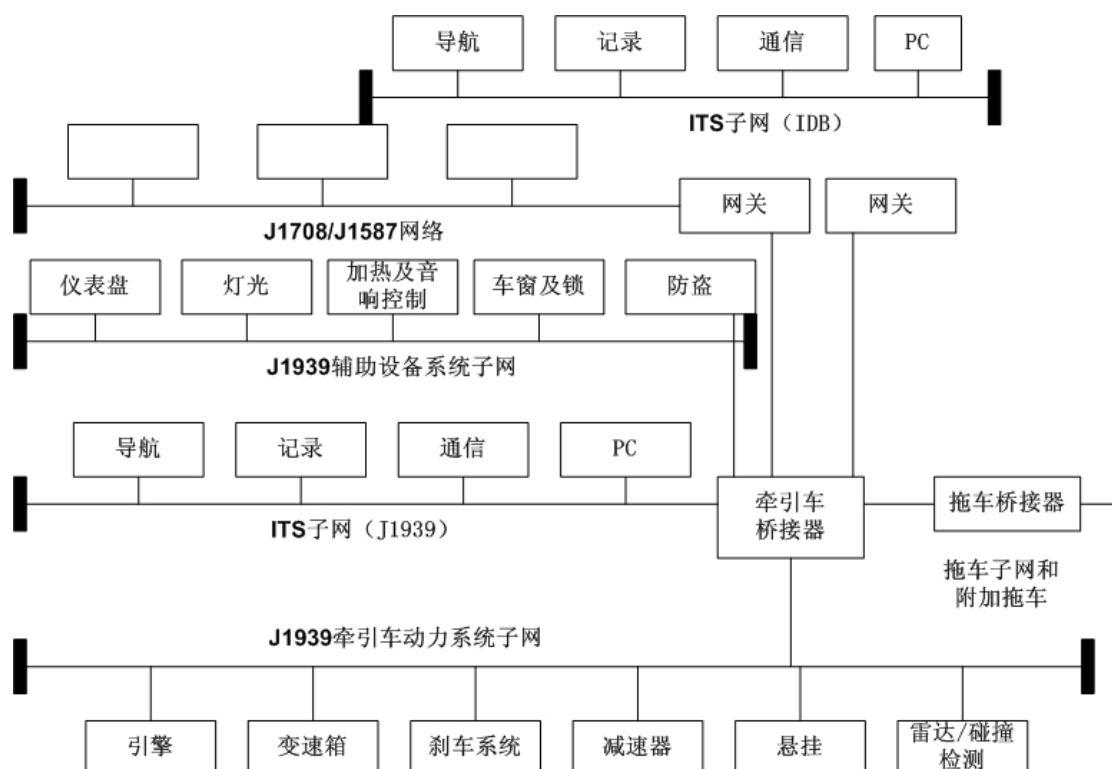 导航
记录
通信
PC
ITS子网（IDB）
网关
网关
J1708/J1587网络
仪表盘
灯光
加热及音
响控制
车窗及锁
防盗
J1939辅助设备系统子网
导航
记录
通信
PC
牵引车
桥接器
拖车桥接器
ITS子网（J1939）
拖车子网和
附加拖车
J1939牵引车动力系统子网
引擎
变速箱
刹车系统
减速器
悬挂
雷达/碰撞
检测